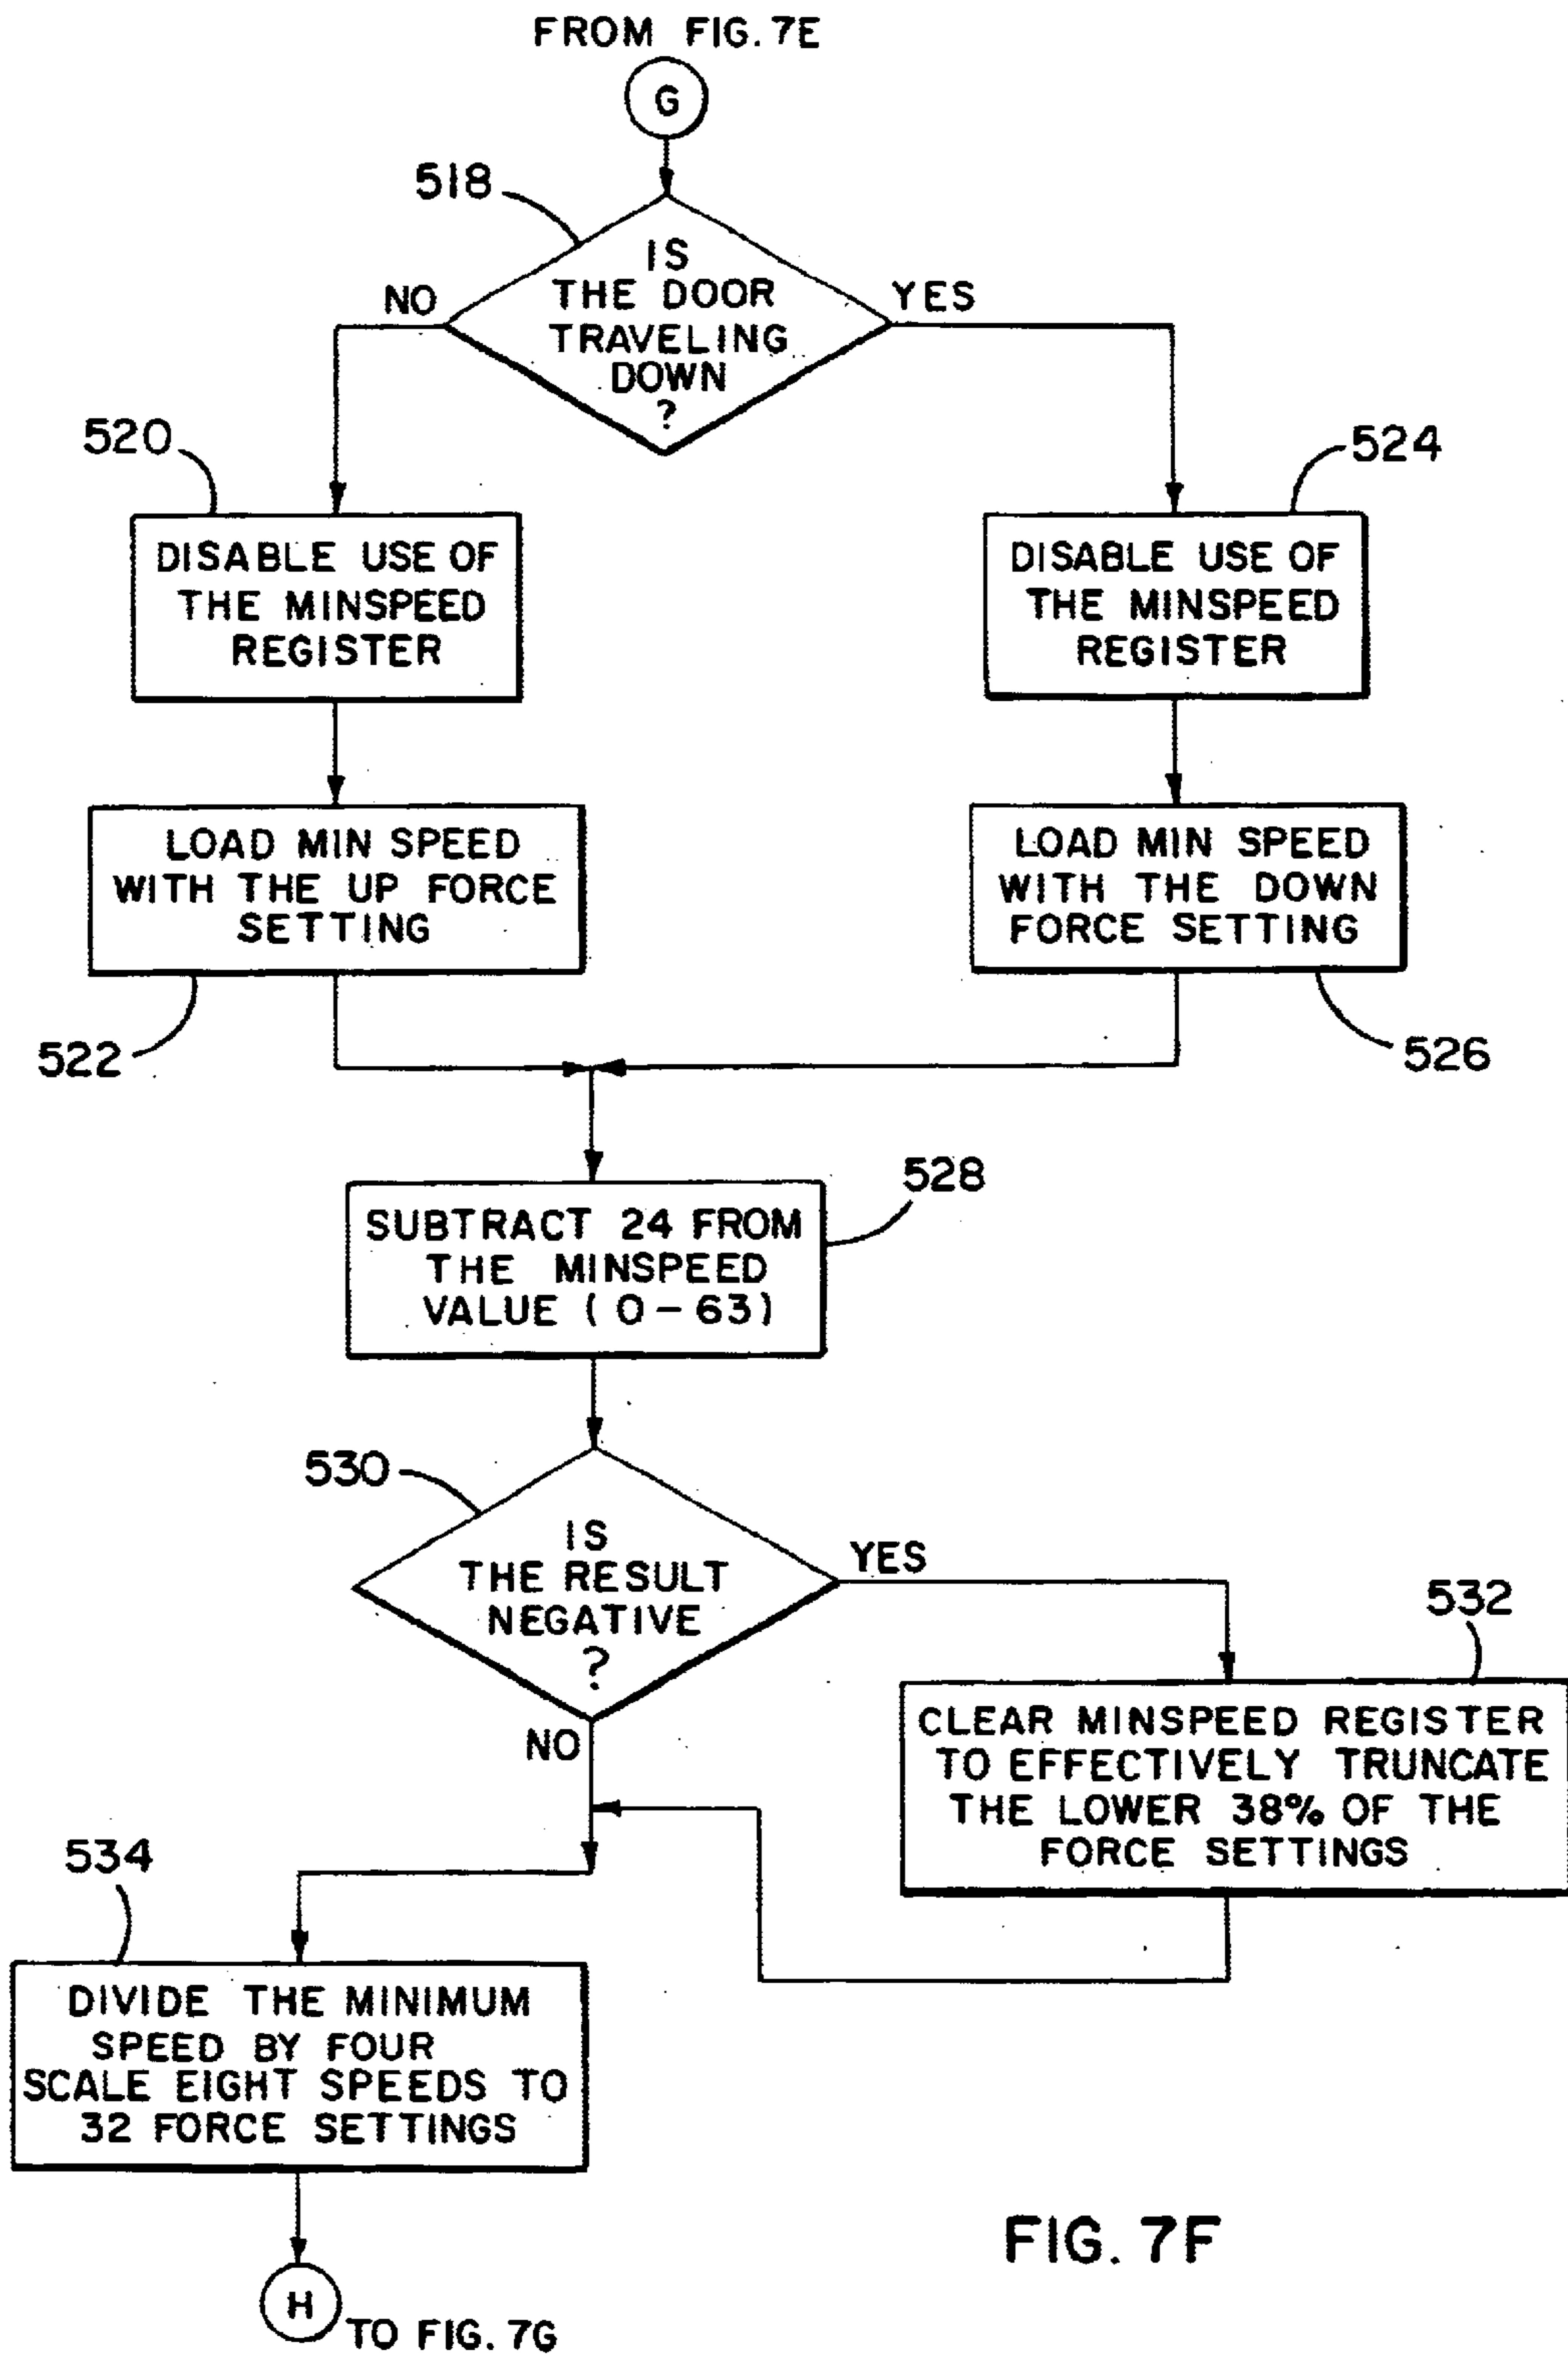 FROM FIG. 7E
G
518
IS
THE DOOR
TRAVELING
DOWN
?
NO
YES
520
524
DISABLE USE OF
THE MINSPEED
REGISTER
DISABLE USE OF
THE MINSPEED
REGISTER
LOAD MIN SPEED
WITH THE UP FORCE
SETTING
LOAD MIN SPEED
WITH THE DOWN
FORCE SETTING
522
526
528
SUBTRACT 24 FROM
THE MINSPEED
VALUE (0-63)
530
IS
THE RESULT
NEGATIVE
?
YES
NO
532
CLEAR MINSPEED REGISTER
TO EFFECTIVELY TRUNCATE
THE LOWER 38% OF THE
FORCE SETTINGS
534
DIVIDE THE MINIMUM
SPEED BY FOUR
SCALE EIGHT SPEEDS TO
32 FORCE SETTINGS
H
TO FIG. 7G
FIG. 7F